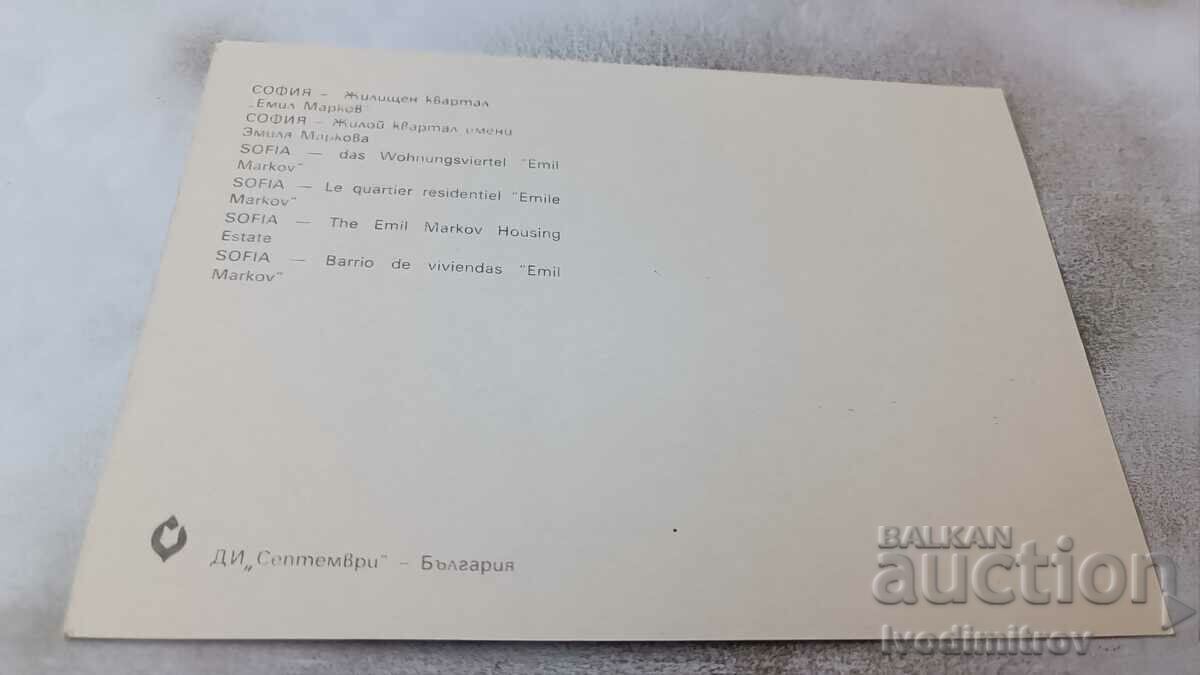 СОФИЯ – Жилищен квартал
„Емил Марков"
СОФИЯ – Жилой квартал имени
Эмиля Маркова
SOFIA — das Wohnungsviertel "Emil
Markov"
SOFIA — Le quartier residentiel "Emile
Markov"
SOFIA — The Emil Markov Housing
Estate
SOFIA — Barrio de viviendas "Emil
Markov"
ДИ „Септември" – България
BALKAN
auction
Ivodimitrov